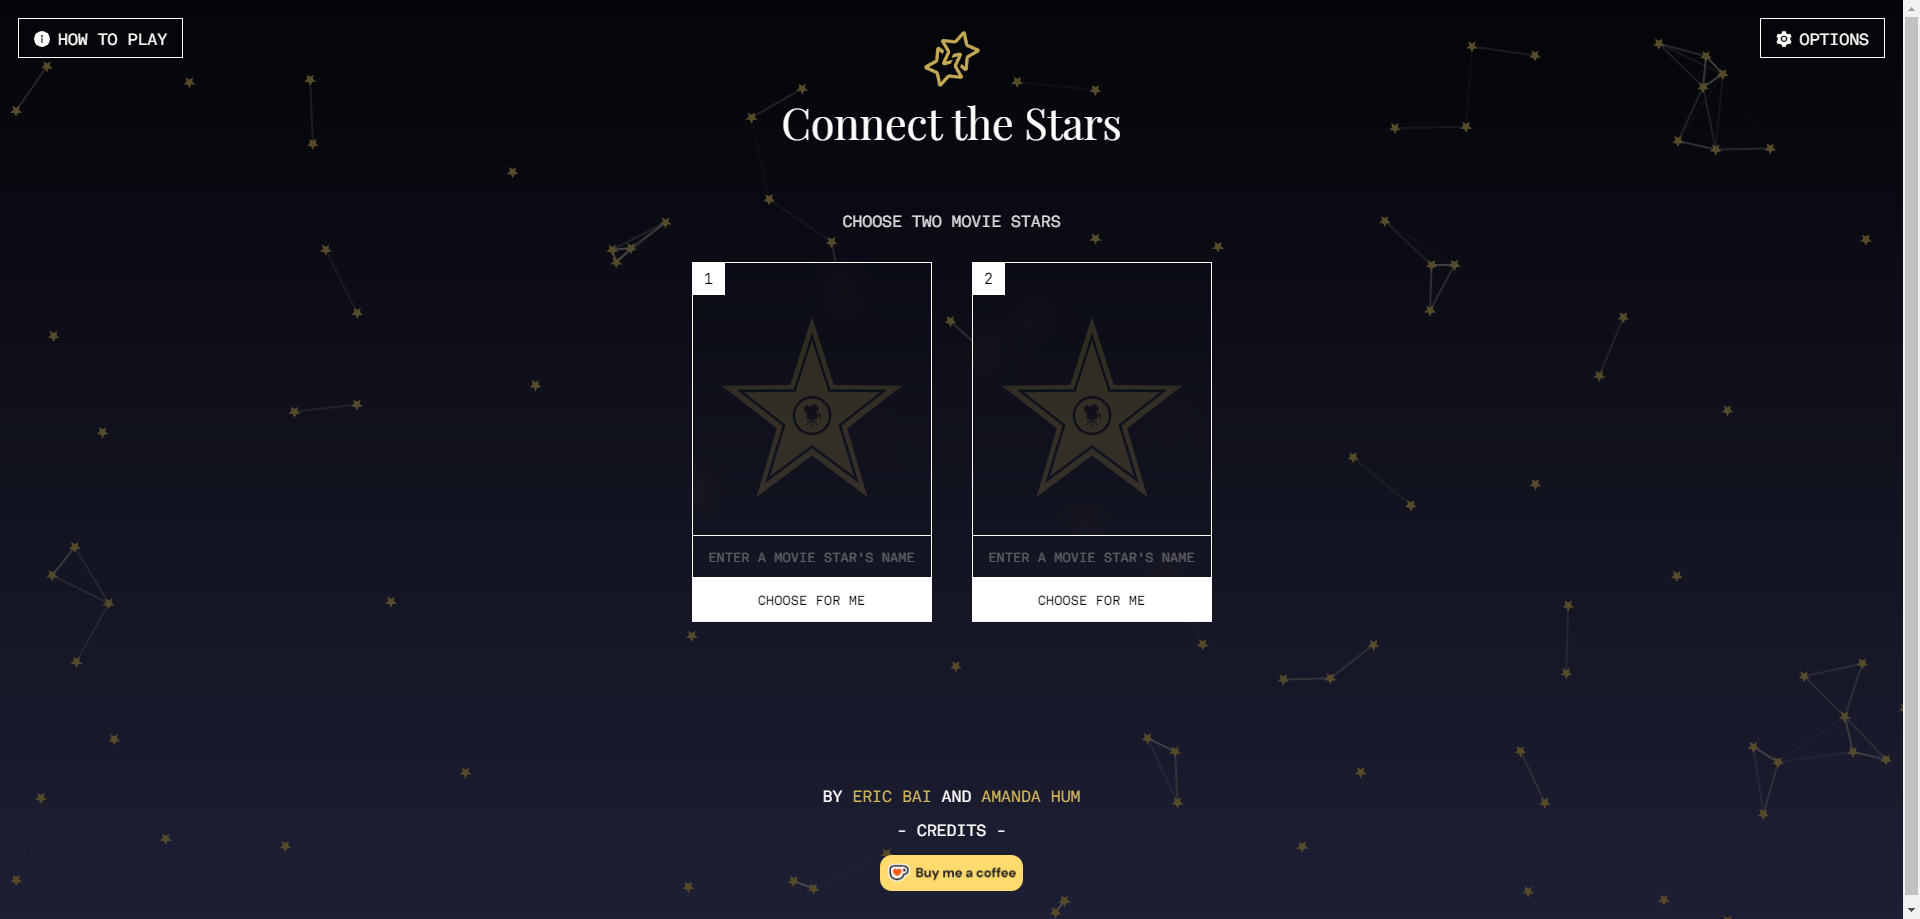 HOW TO PLAY
OPTIONS
Connect the Stars
CHOOSE TWO MOVIE STARS
1
2
ENTER A MOVIE STAR'S NAME
ENTER A MOVIE STAR'S NAME
CHOOSE FOR ME
CHOOSE FOR ME
BY ERIC BAI AND AMANDA HUM
- CREDITS -
Buy me a coffee